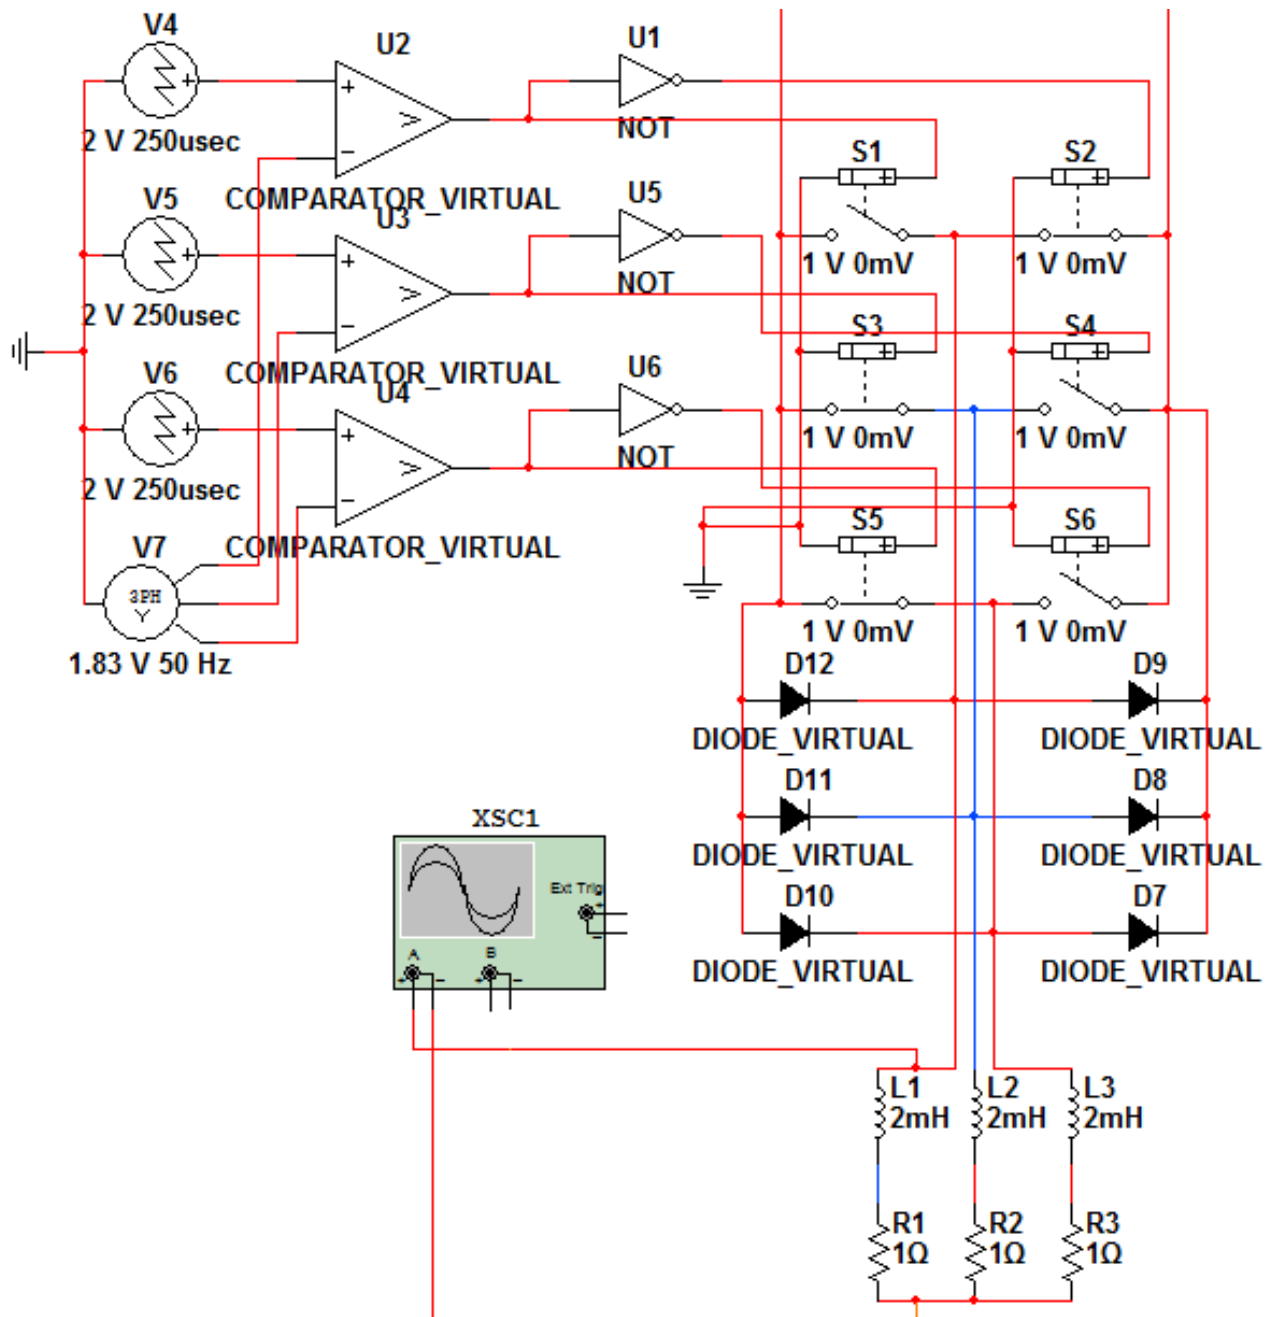 V4
2 V 250usec
U2
COMPARATOR_VIRTUAL
U1
NOT
S1
1 V 0mV
S2
1 V 0mV
V5
2 V 250usec
U3
COMPARATOR_VIRTUAL
U5
NOT
S3
1 V 0mV
S4
1 V 0mV
V6
2 V 250usec
U4
COMPARATOR_VIRTUAL
U6
NOT
S5
1 V 0mV
S6
1 V 0mV
V7
3PH
Y
1.83 V 50 Hz
D12
DIODE_VIRTUAL
D9
DIODE_VIRTUAL
D11
DIODE_VIRTUAL
D8
DIODE_VIRTUAL
D10
DIODE_VIRTUAL
D7
DIODE_VIRTUAL
XSC1
Ext Trig
A
B
L1
2mH
L2
2mH
L3
2mH
R1
1Ω
R2
1Ω
R3
1Ω